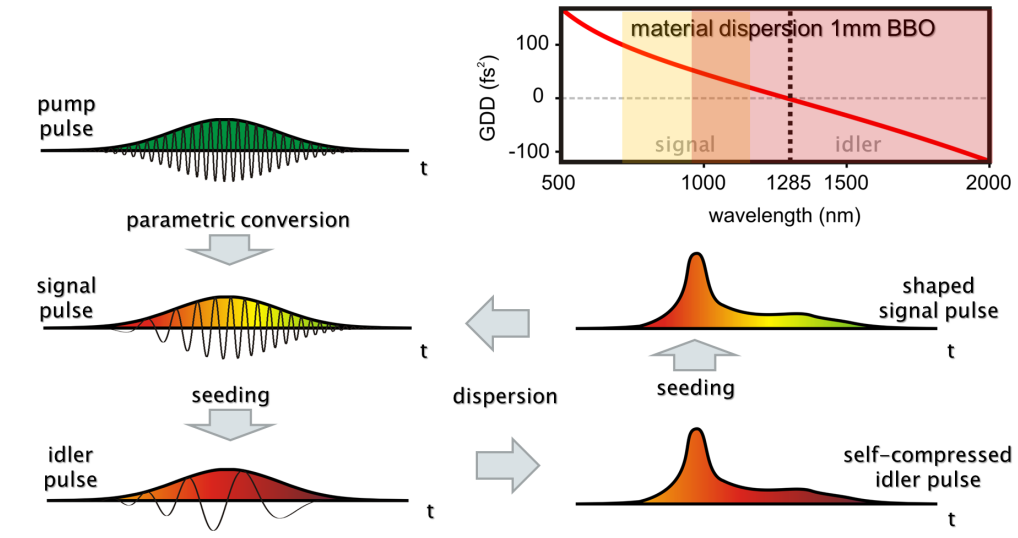 material dispersion 1mm BBO
GDD (fs²)
100
0
-100
signal
idler
500
1000
1285
1500
2000
wavelength (nm)
pump
pulse
t
parametric conversion
signal
pulse
t
shaped
signal pulse
t
seeding
dispersion
seeding
idler
pulse
t
self-compressed
idler pulse
t